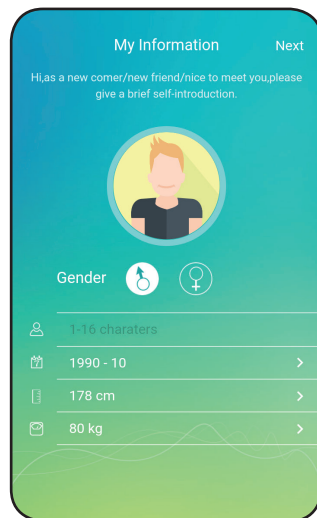 My Information
Next
Hi,as a new comer/new friend/nice to meet you,please
give a brief self-introduction.
Gender
1-16 charaters
7
1990 - 10
178 cm
80 kg